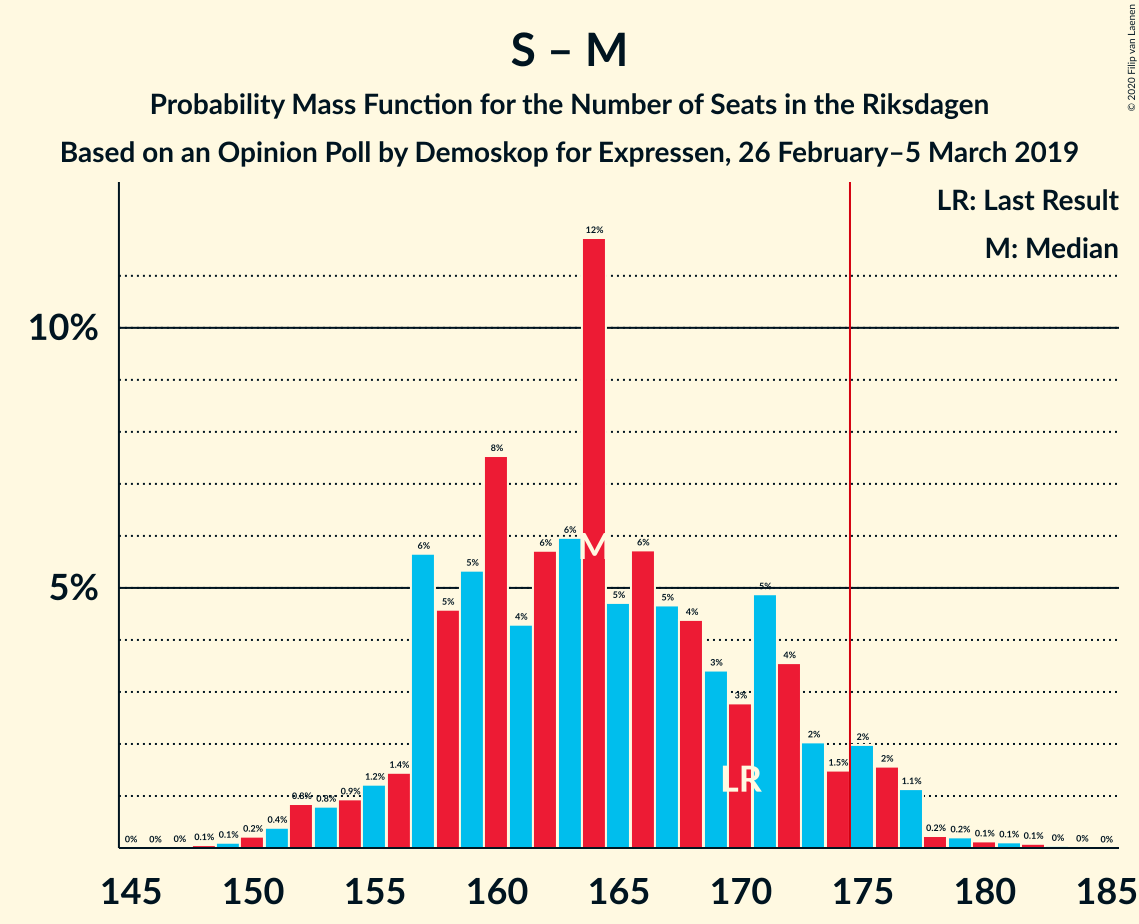 S – M
Probability Mass Function for the Number of Seats in the Riksdagen
Based on an Opinion Poll by Demoskop for Expressen, 26 February–5 March 2019
© 2020 Filip van Laenen
LR: Last Result
M: Median
10%
5%
0% 0% 0% 0.1% 0.1% 0.2% 0.4% 0.8% 0.8% 0.9% 1.2% 1.4% 6% 5% 5% 8% 4% 6% 6% 12% 5% 6% 5% 4% 3% 3% 5% 4% 2% 1.5% 2% 2% 1.1% 0.2% 0.2% 0.1% 0.1% 0.1% 0% 0% 0%
M
LR
145 150 155 160 165 170 175 180 185